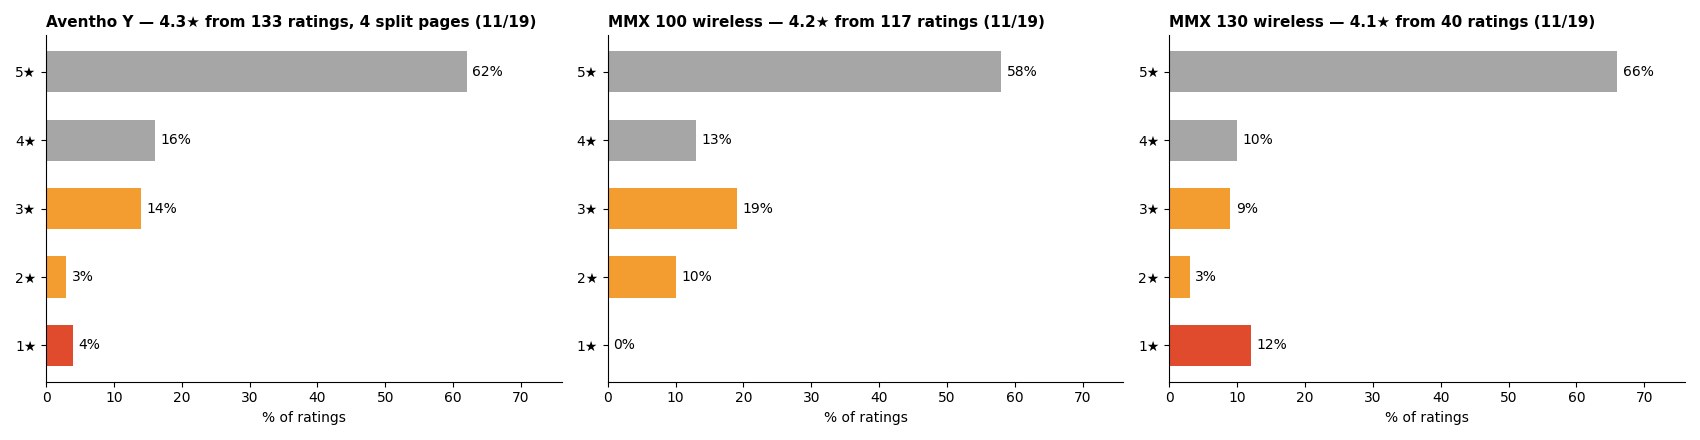 Aventho Y — 4.3★ from 133 ratings, 4 split pages (11/19)
5★ 62%
4★ 16%
3★ 14%
2★ 3%
1★ 4%
0 10 20 30 40 50 60 70
% of ratings
MMX 100 wireless — 4.2★ from 117 ratings (11/19)
5★ 58%
4★ 13%
3★ 19%
2★ 10%
1★ 0%
0 10 20 30 40 50 60 70
% of ratings
MMX 130 wireless — 4.1★ from 40 ratings (11/19)
5★ 66%
4★ 10%
3★ 9%
2★ 3%
1★ 12%
0 10 20 30 40 50 60 70
% of ratings